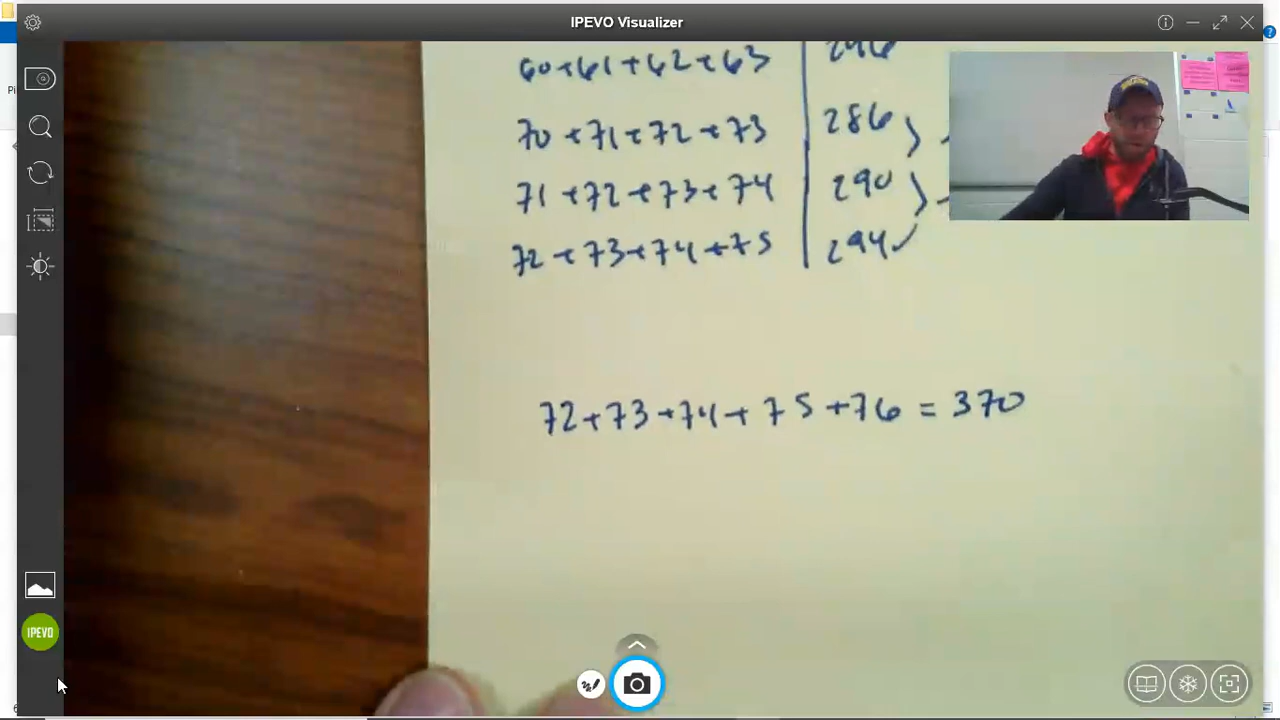 IPEVO Visualizer
60+61+62+63 246
70+71+72+73 286
71+72+73+74 290
72+73+74+75 294 ✓
72+73+74+75+76 = 370
IPEVO